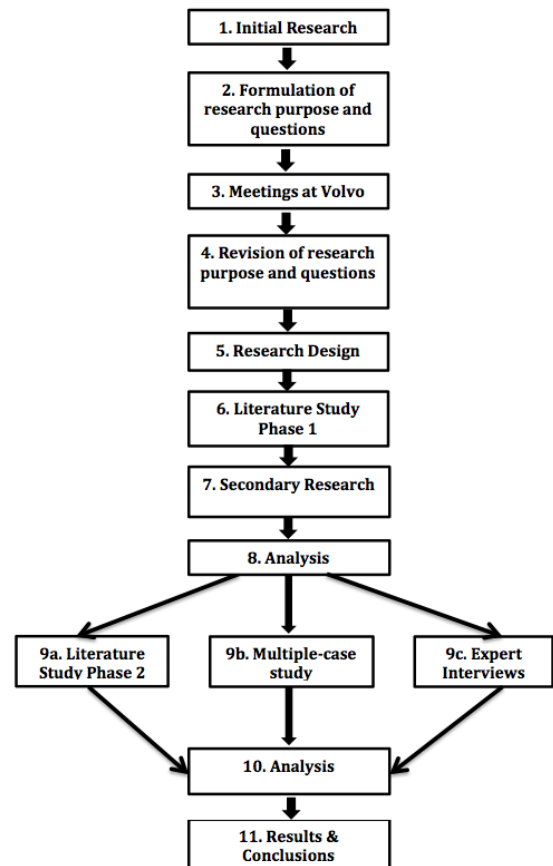 1. Initial Research
2. Formulation of
research purpose and
questions
3. Meetings at Volvo
4. Revision of research
purpose and questions
5. Research Design
6. Literature Study
Phase 1
7. Secondary Research
8. Analysis
9a. Literature
Study Phase 2
9b. Multiple-case
study
9c. Expert
Interviews
10. Analysis
11. Results &
Conclusions